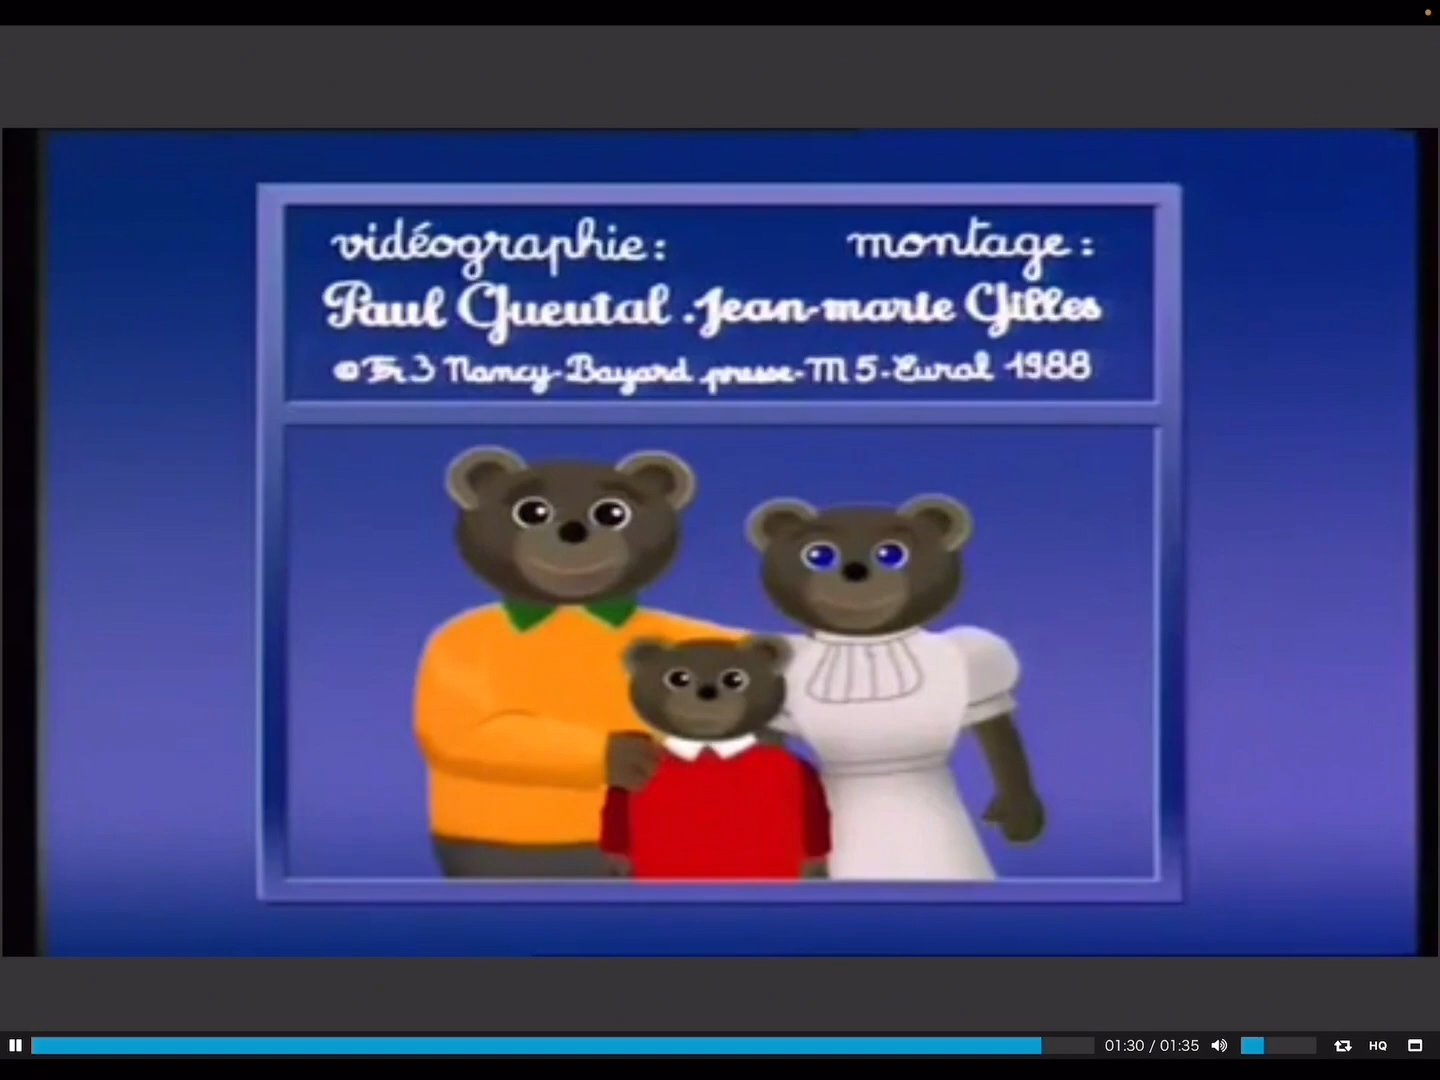 vidéographie: montage:
Paul Gueutal. Jean-marie Gilles
© Fr3 Nancy-Bayard presse-M5-Eural 1988
01:30 / 01:35 HQ